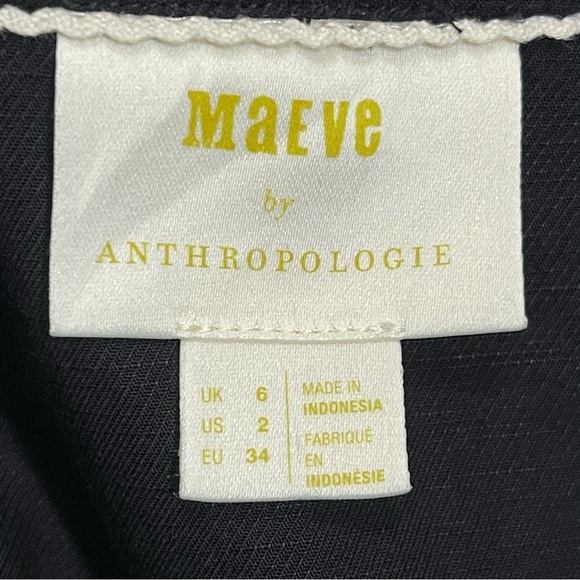 MaEVe
by
ANTHROPOLOGIE
UK 6
US 2
EU 34
MADE IN
INDONESIA
FABRIQUÉ
EN
INDONÉSIE